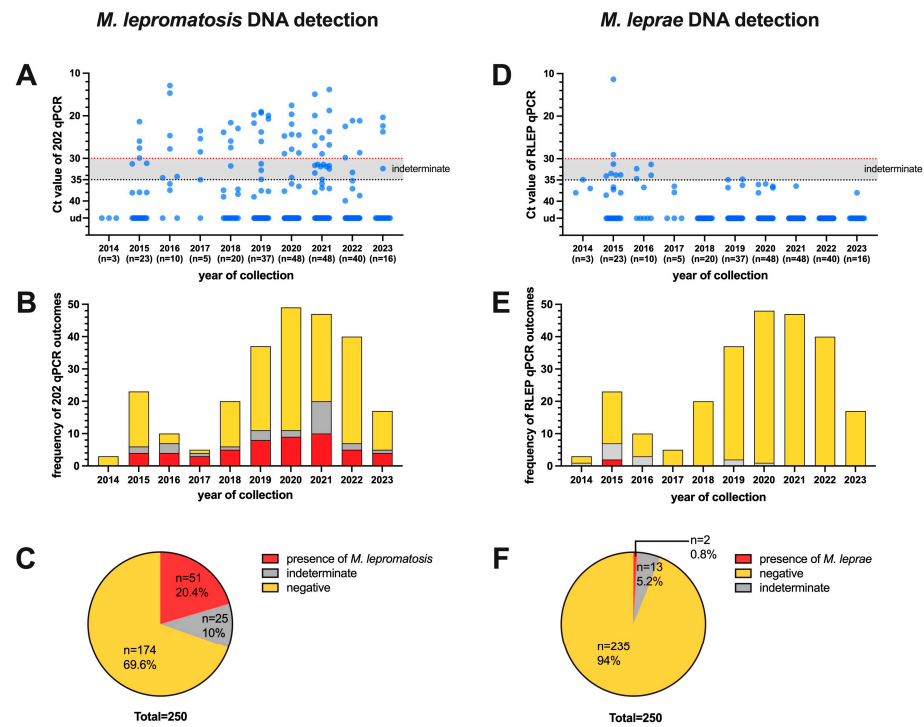 M. lepromatosis DNA detection
M. leprae DNA detection
A
Ct value of 202 qPCR
10
20
30
35
40
ud
indeterminate
2014 2015 2016 2017 2018 2019 2020 2021 2022 2023
(n=3) (n=23) (n=10) (n=5) (n=20) (n=37) (n=48) (n=48) (n=40) (n=16)
year of collection
D
Ct value of RLEP qPCR
10
20
30
35
40
ud
indeterminate
2014 2015 2016 2017 2018 2019 2020 2021 2022 2023
(n=3) (n=23) (n=10) (n=5) (n=20) (n=37) (n=48) (n=48) (n=40) (n=16)
year of collection
B
frequency of 202 qPCR outcomes
50
40
30
20
10
0
2014 2015 2016 2017 2018 2019 2020 2021 2022 2023
year of collection
E
frequency of RLEP qPCR outcomes
50
40
30
20
10
0
2014 2015 2016 2017 2018 2019 2020 2021 2022 2023
year of collection
C
n=51
20.4%
n=25
10%
n=174
69.6%
presence of M. lepromatosis
indeterminate
negative
Total=250
F
n=2
0.8%
n=13
5.2%
n=235
94%
presence of M. leprae
negative
indeterminate
Total=250